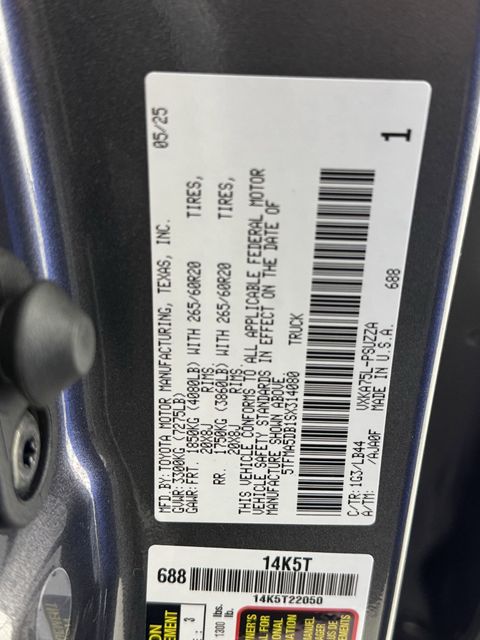 MFD.BY:TOYOTA MOTOR MANUFACTURING, TEXAS, INC. 05/25
GVWR:3300KG(7275LB)
GAWR:FRT. 1850KG(4080LB) WITH 265/60R20 TIRES,
20X8J RIMS
RR. 1750KG(3860LB) WITH 265/60R20 TIRES,
20X8J RIMS
THIS VEHICLE CONFORMS TO ALL APPLICABLE FEDERAL MOTOR
VEHICLE SAFETY STANDARDS IN EFFECT ON THE DATE OF
MANUFACTURE SHOWN ABOVE
5TFMA5DB1SX314080 TRUCK
688
C/TR:1G3/LB44 VXKA75L-PSUZZA
A/TM: /AJA0F MADE IN U.S.A.
1
14K5T
688
14K5T22050
3
1300 lb.